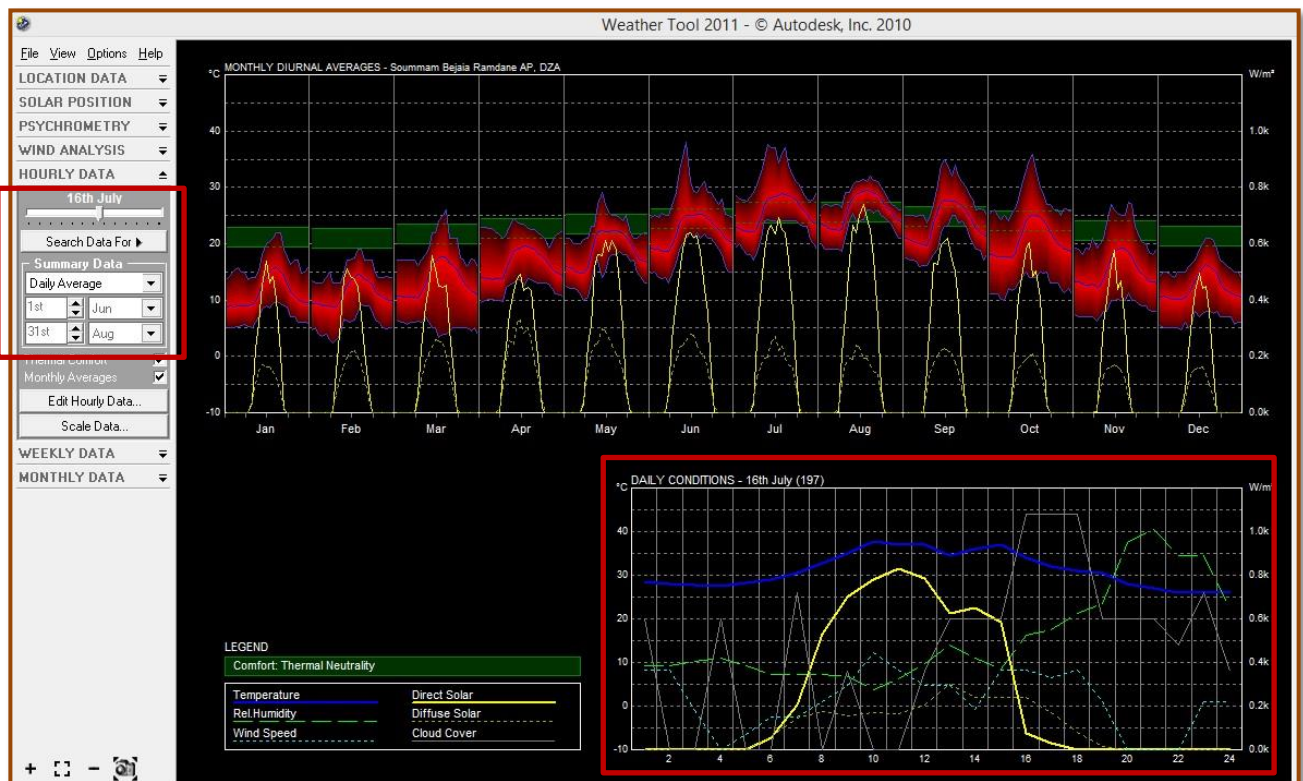 Weather Tool 2011 - © Autodesk, Inc. 2010
File View Options Help
LOCATION DATA
SOLAR POSITION
PSYCHROMETRY
WIND ANALYSIS
HOURLY DATA
16th July
Search Data For
Summary Data
Daily Average
1st Jun
31st Aug
Thermal Comfort
Monthly Averages
Edit Hourly Data...
Scale Data...
WEEKLY DATA
MONTHLY DATA
°C MONTHLY DIURNAL AVERAGES - Soummam Bejaia Ramdane AP, DZA W/m²
40 1.0k
30 0.8k
20 0.6k
10 0.4k
0 0.2k
-10 0.0k
Jan Feb Mar Apr May Jun Jul Aug Sep Oct Nov Dec
°C DAILY CONDITIONS - 16th July (197) W/m
40 1.0k
30 0.8k
20 0.6k
10 0.4k
0 0.2k
-10 0.0k
2 4 6 8 10 12 14 16 18 20 22 24
LEGEND
Comfort: Thermal Neutrality
Temperature Direct Solar
Rel.Humidity Diffuse Solar
Wind Speed Cloud Cover